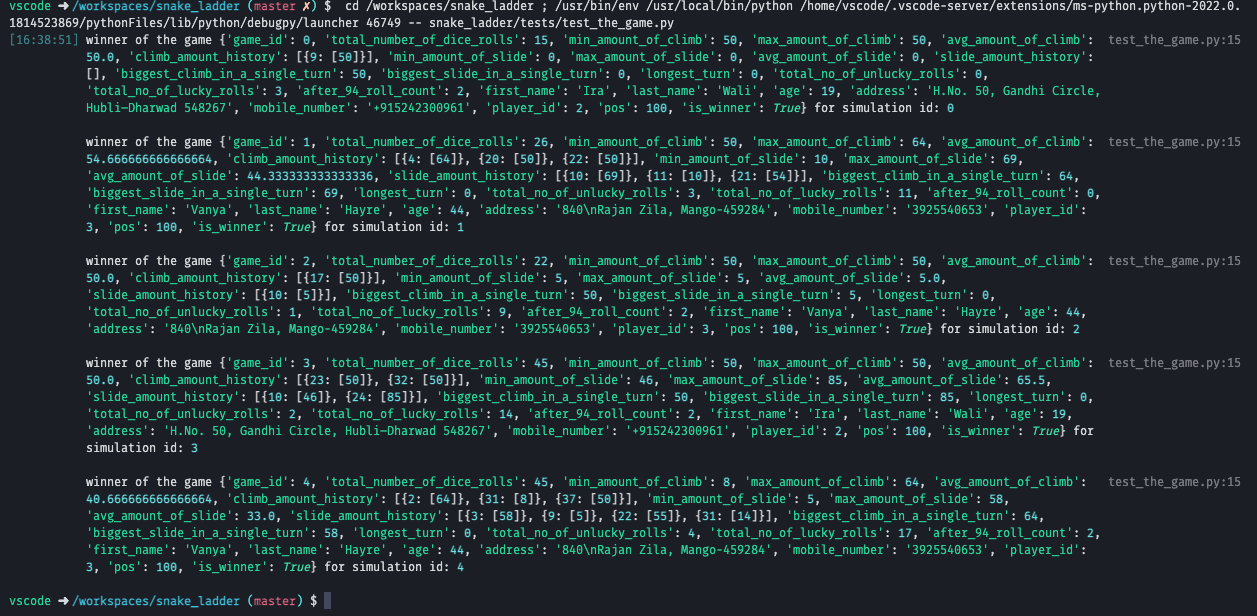 vscode ➜ /workspaces/snake_ladder (master ✗) $  cd /workspaces/snake_ladder ; /usr/bin/env /usr/local/bin/python /home/vscode/.vscode-server/extensions/ms-python.python-2022.0.
1814523869/pythonFiles/lib/python/debugpy/launcher 46749 -- snake_ladder/tests/test_the_game.py
[16:38:51] winner of the game {'game_id': 0, 'total_number_of_dice_rolls': 15, 'min_amount_of_climb': 50, 'max_amount_of_climb': 50, 'avg_amount_of_climb': test_the_game.py:15
50.0, 'climb_amount_history': [{9: [50]}], 'min_amount_of_slide': 0, 'max_amount_of_slide': 0, 'avg_amount_of_slide': 0, 'slide_amount_history':
[], 'biggest_climb_in_a_single_turn': 50, 'biggest_slide_in_a_single_turn': 0, 'longest_turn': 0, 'total_no_of_unlucky_rolls': 0,
'total_no_of_lucky_rolls': 3, 'after_94_roll_count': 2, 'first_name': 'Ira', 'last_name': 'Wali', 'age': 19, 'address': 'H.No. 50, Gandhi Circle,
Hubli-Dharwad 548267', 'mobile_number': '+915242300961', 'player_id': 2, 'pos': 100, 'is_winner': True} for simulation id: 0
winner of the game {'game_id': 1, 'total_number_of_dice_rolls': 26, 'min_amount_of_climb': 50, 'max_amount_of_climb': 64, 'avg_amount_of_climb': test_the_game.py:15
54.666666666666664, 'climb_amount_history': [{4: [64]}, {20: [50]}, {22: [50]}], 'min_amount_of_slide': 10, 'max_amount_of_slide': 69,
'avg_amount_of_slide': 44.333333333333336, 'slide_amount_history': [{10: [69]}, {11: [10]}, {21: [54]}], 'biggest_climb_in_a_single_turn': 64,
'biggest_slide_in_a_single_turn': 69, 'longest_turn': 0, 'total_no_of_unlucky_rolls': 3, 'total_no_of_lucky_rolls': 11, 'after_94_roll_count': 0,
'first_name': 'Vanya', 'last_name': 'Hayre', 'age': 44, 'address': '840\nRajan Zila, Mango-459284', 'mobile_number': '3925540653', 'player_id':
3, 'pos': 100, 'is_winner': True} for simulation id: 1
winner of the game {'game_id': 2, 'total_number_of_dice_rolls': 22, 'min_amount_of_climb': 50, 'max_amount_of_climb': 50, 'avg_amount_of_climb': test_the_game.py:15
50.0, 'climb_amount_history': [{17: [50]}], 'min_amount_of_slide': 5, 'max_amount_of_slide': 5, 'avg_amount_of_slide': 5.0,
'slide_amount_history': [{10: [5]}], 'biggest_climb_in_a_single_turn': 50, 'biggest_slide_in_a_single_turn': 5, 'longest_turn': 0,
'total_no_of_unlucky_rolls': 1, 'total_no_of_lucky_rolls': 9, 'after_94_roll_count': 2, 'first_name': 'Vanya', 'last_name': 'Hayre', 'age': 44,
'address': '840\nRajan Zila, Mango-459284', 'mobile_number': '3925540653', 'player_id': 3, 'pos': 100, 'is_winner': True} for simulation id: 2
winner of the game {'game_id': 3, 'total_number_of_dice_rolls': 45, 'min_amount_of_climb': 50, 'max_amount_of_climb': 50, 'avg_amount_of_climb': test_the_game.py:15
50.0, 'climb_amount_history': [{23: [50]}, {32: [50]}], 'min_amount_of_slide': 46, 'max_amount_of_slide': 85, 'avg_amount_of_slide': 65.5,
'slide_amount_history': [{10: [46]}, {24: [85]}], 'biggest_climb_in_a_single_turn': 50, 'biggest_slide_in_a_single_turn': 85, 'longest_turn': 0,
'total_no_of_unlucky_rolls': 2, 'total_no_of_lucky_rolls': 14, 'after_94_roll_count': 2, 'first_name': 'Ira', 'last_name': 'Wali', 'age': 19,
'address': 'H.No. 50, Gandhi Circle, Hubli-Dharwad 548267', 'mobile_number': '+915242300961', 'player_id': 2, 'pos': 100, 'is_winner': True} for
simulation id: 3
winner of the game {'game_id': 4, 'total_number_of_dice_rolls': 45, 'min_amount_of_climb': 8, 'max_amount_of_climb': 64, 'avg_amount_of_climb': test_the_game.py:15
40.666666666666664, 'climb_amount_history': [{2: [64]}, {31: [8]}, {37: [50]}], 'min_amount_of_slide': 5, 'max_amount_of_slide': 58,
'avg_amount_of_slide': 33.0, 'slide_amount_history': [{3: [58]}, {9: [5]}, {22: [55]}, {31: [14]}], 'biggest_climb_in_a_single_turn': 64,
'biggest_slide_in_a_single_turn': 58, 'longest_turn': 0, 'total_no_of_unlucky_rolls': 4, 'total_no_of_lucky_rolls': 17, 'after_94_roll_count': 2,
'first_name': 'Vanya', 'last_name': 'Hayre', 'age': 44, 'address': '840\nRajan Zila, Mango-459284', 'mobile_number': '3925540653', 'player_id':
3, 'pos': 100, 'is_winner': True} for simulation id: 4
vscode ➜ /workspaces/snake_ladder (master) $